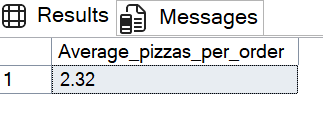 Results Messages
Average_pizzas_per_order
1 2.32